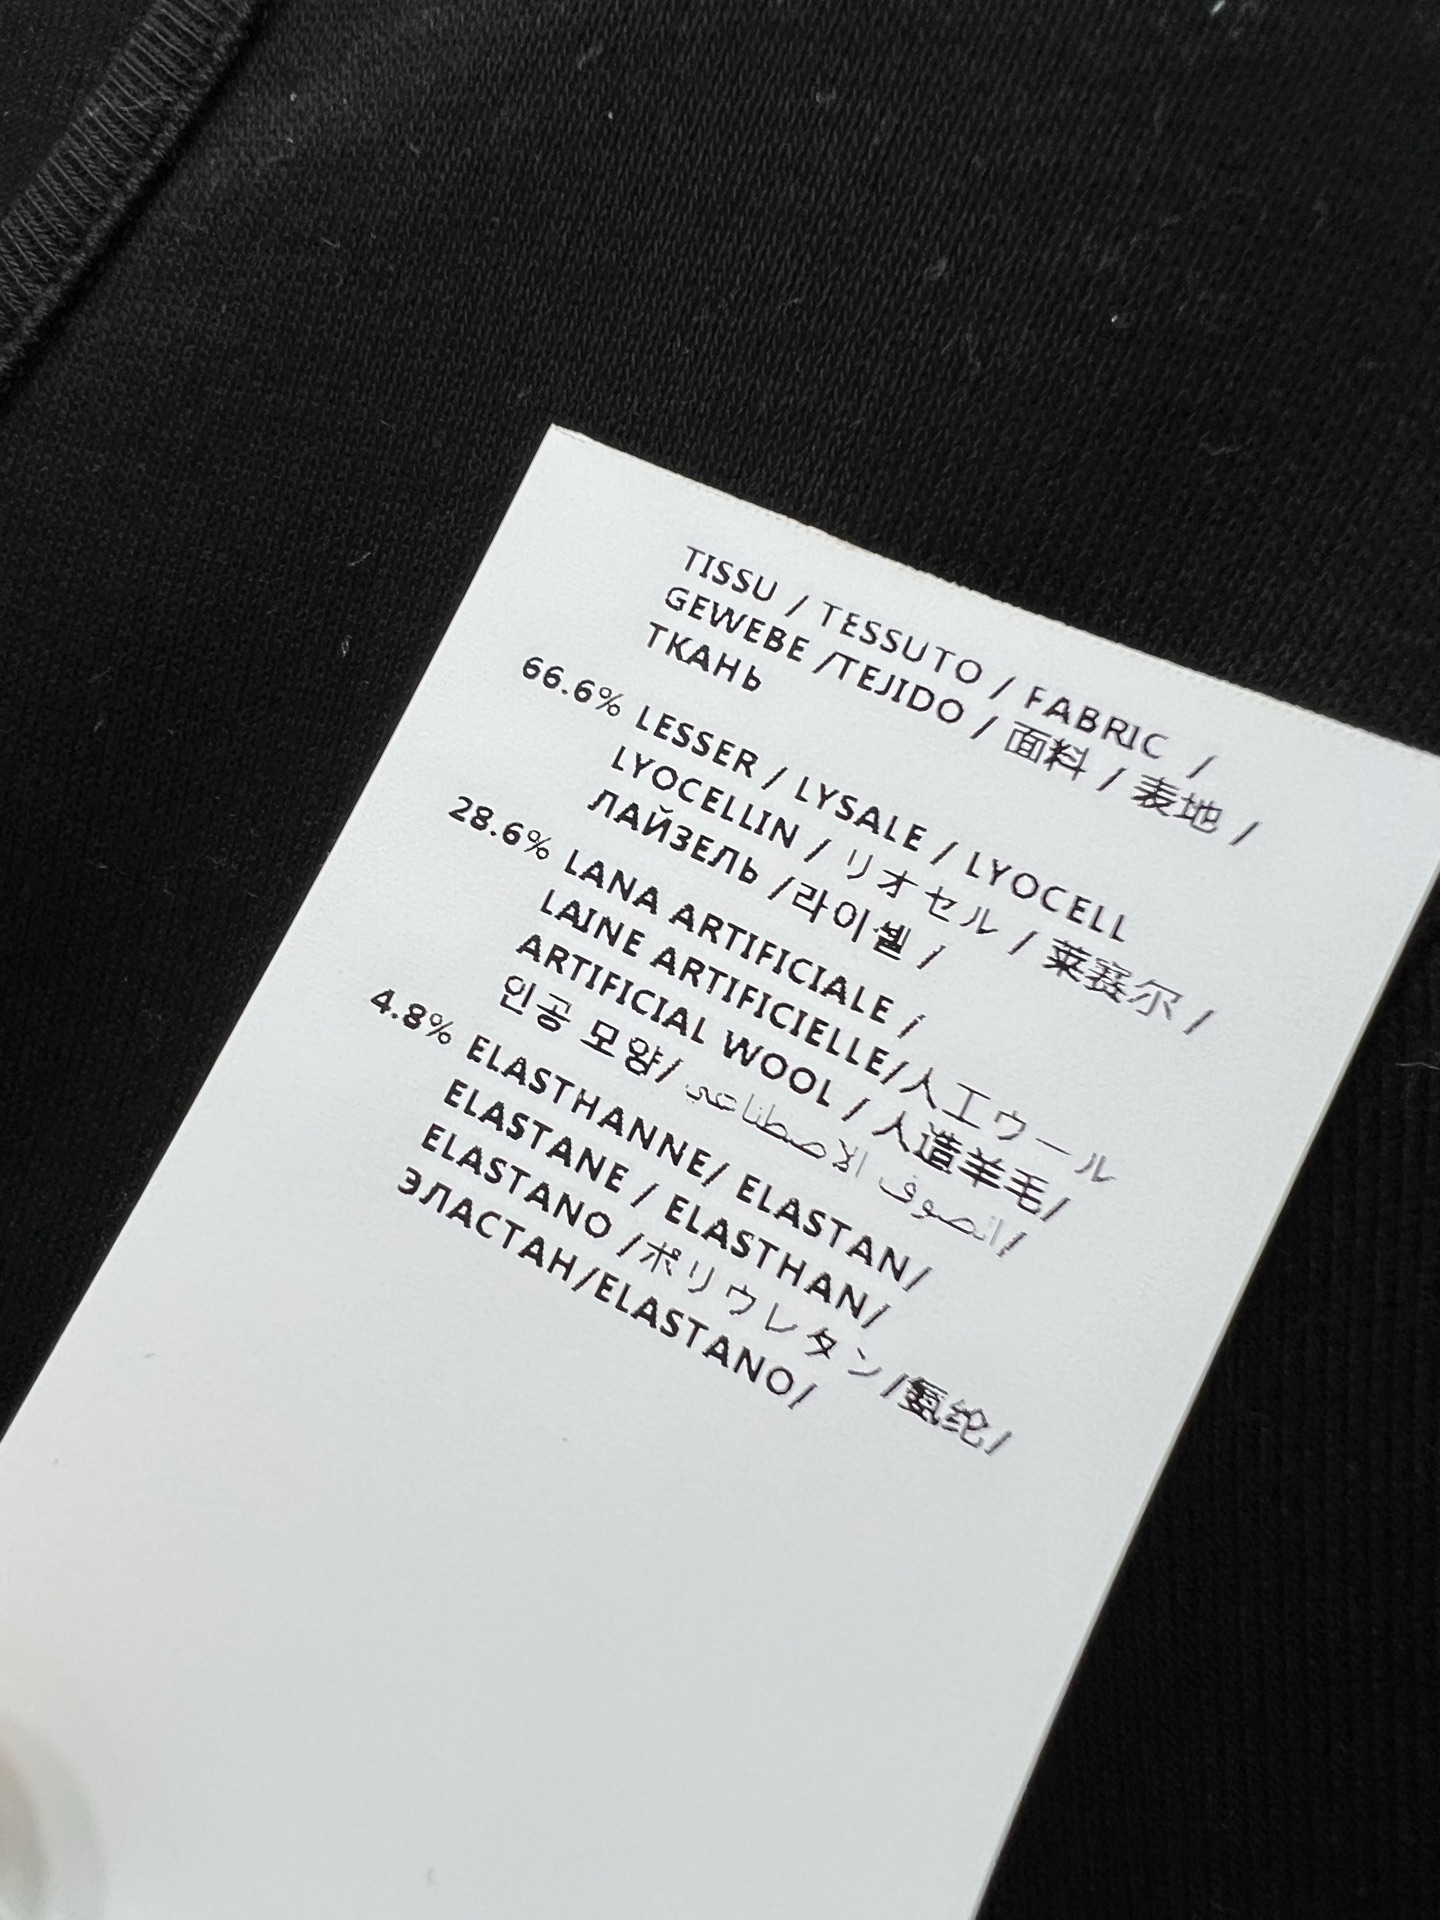 TISSU / TESSUTO / FABRIC /
GEWEBE /TEJIDO / 面料 / 表地 /
ТКАНЬ
66.6% LESSER / LYSALE / LYOCELL
LYOCELLIN / リオセル / 莱赛尔 /
ЛАЙЗЕЛЬ /라이셀 /
28.6% LANA ARTIFICIALE /
LAINE ARTIFICIELLE/人工ウール
ARTIFICIAL WOOL / 人造羊毛/
인공 모양/ انصوف الاصطناعي/
4.8% ELASTHANNE/ ELASTAN/
ELASTANE / ELASTHAN/
ELASTANO /ポリウレタン/氨纶/
ЭЛАСТАН/ELASTANO/